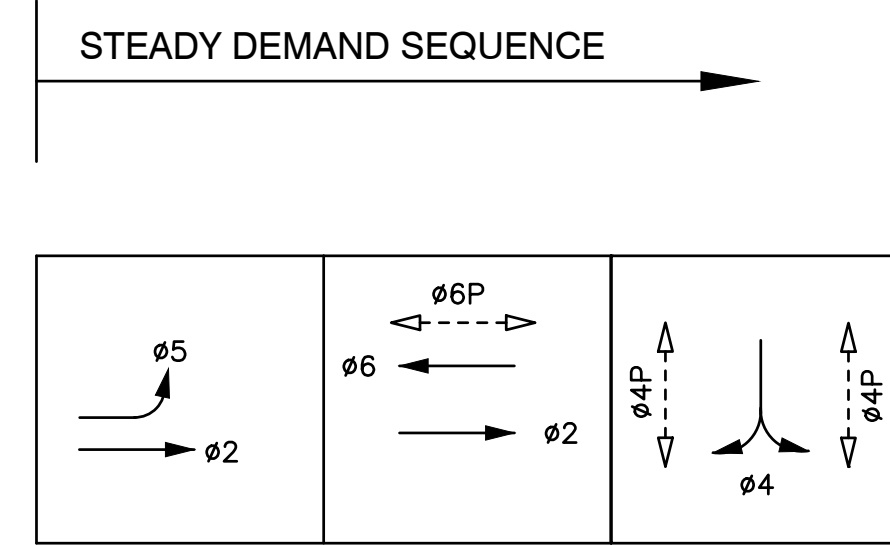 STEADY DEMAND SEQUENCE
ø5
ø2
ø6P
ø6
ø2
ø4P
ø4P
ø4